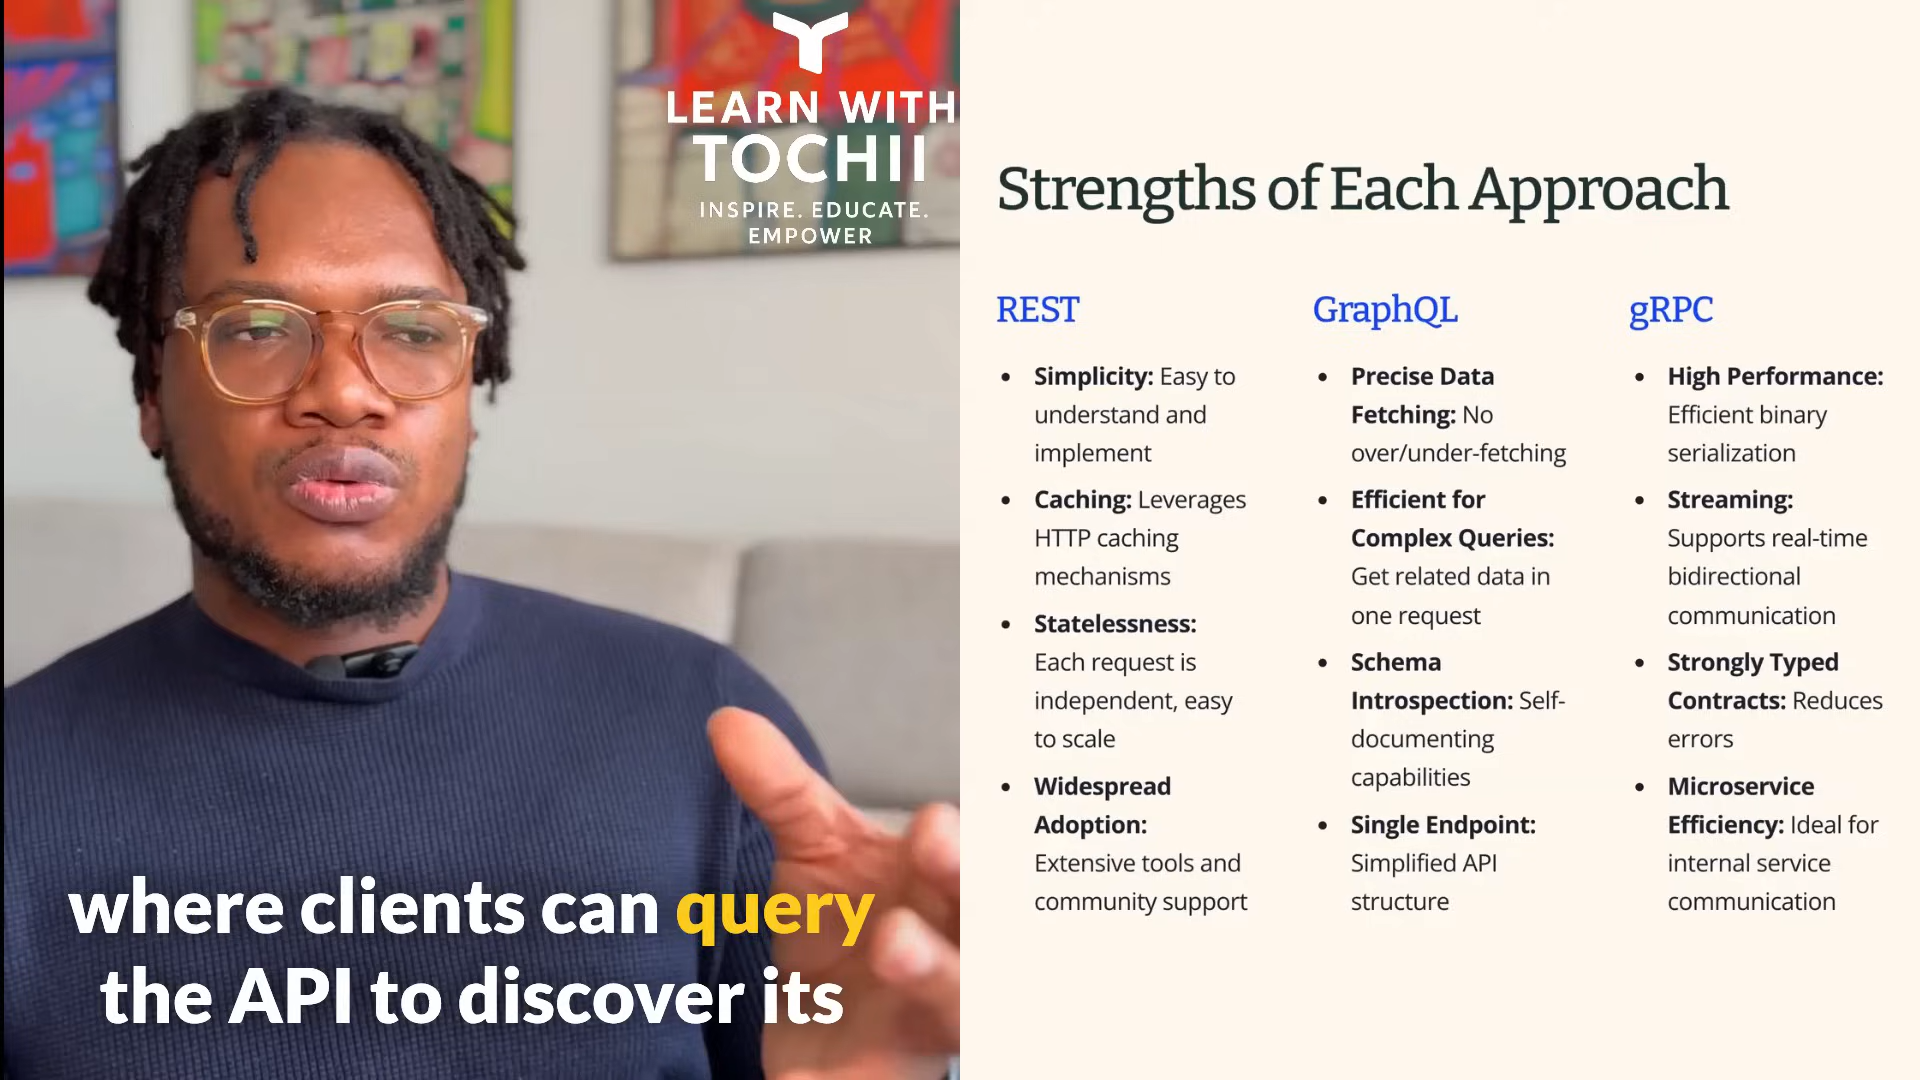 LEARN WITH
TOCHII
INSPIRE. EDUCATE.
EMPOWER
where clients can query
the API to discover its
Strengths of Each Approach
REST
• Simplicity: Easy to
understand and
implement
• Caching: Leverages
HTTP caching
mechanisms
• Statelessness:
Each request is
independent, easy
to scale
• Widespread
Adoption:
Extensive tools and
community support
GraphQL
• Precise Data
Fetching: No
over/under-fetching
• Efficient for
Complex Queries:
Get related data in
one request
• Schema
Introspection: Self-
documenting
capabilities
• Single Endpoint:
Simplified API
structure
gRPC
• High Performance:
Efficient binary
serialization
• Streaming:
Supports real-time
bidirectional
communication
• Strongly Typed
Contracts: Reduces
errors
• Microservice
Efficiency: Ideal for
internal service
communication